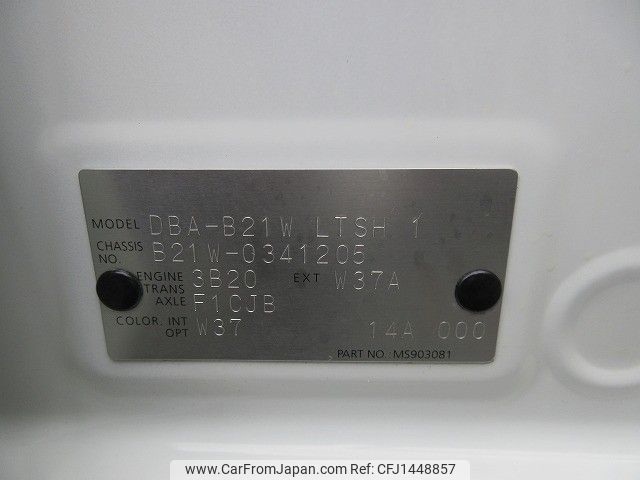 MODEL DBA-B21W LTSH 1
CHASSIS NO. B21W-0341205
ENGINE 3B20 EXT W37A
TRANS AXLE F1CJB
COLOR, INT OPT W37 14A 000
PART NO.: MS903081
www.CarFromJapan.com CFJ1448857